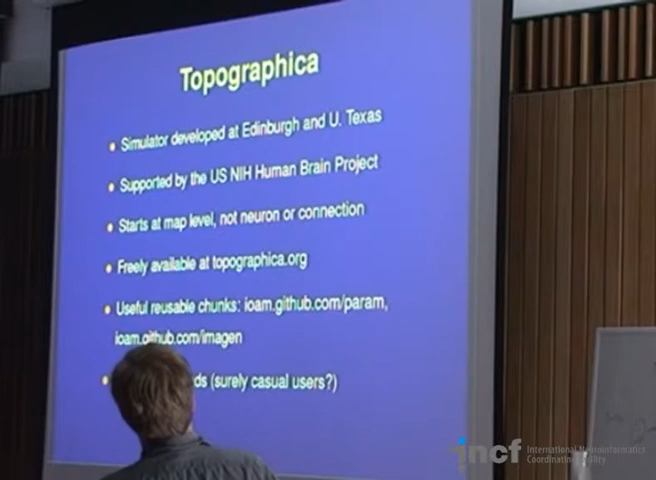 Topographica
Simulator developed at Edinburgh and U. Texas
Supported by the US NIH Human Brain Project
Starts at map level, not neuron or connection
Freely available at topographica.org
Useful reusable chunks: ioam.github.com/param,
ioam.github.com/imagen
(surely casual users?)
incf International Neuroinformatics
Coordinating Facility